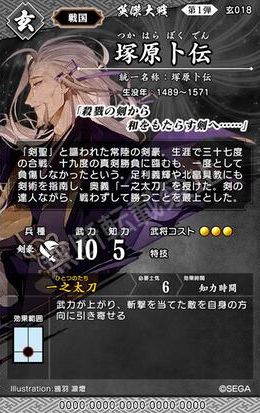 玄
戦国
英傑大戦
第1弾
玄018
つかはらぼくでん
塚原卜伝
統一名称：塚原卜伝
生没年 1489～1571
「殺戮の剣から
和をもたらす剣へ……」
「剣聖」と謳われた常陸の剣豪。生涯で三十七度
の合戦、十九度の真剣勝負に臨むも、一度として
負傷しなかったという。足利義輝や北畠具教にも
剣術を指南し、奥義「一之太刀」を授けた。剣の
達人ながら、戦わずして勝つことを最上とした。
兵種
剣豪
武力
10
知力
5
武将コスト
特技
ひとつのたち
一之太刀
必要士気
6
効果時間
知力時間
効果範囲
武力が上がり、斬撃を当てた敵を自身の方
向に引き寄せる
Illustration:獵羽 凛燈
©SEGA
0000-0000-0000-0000-0000